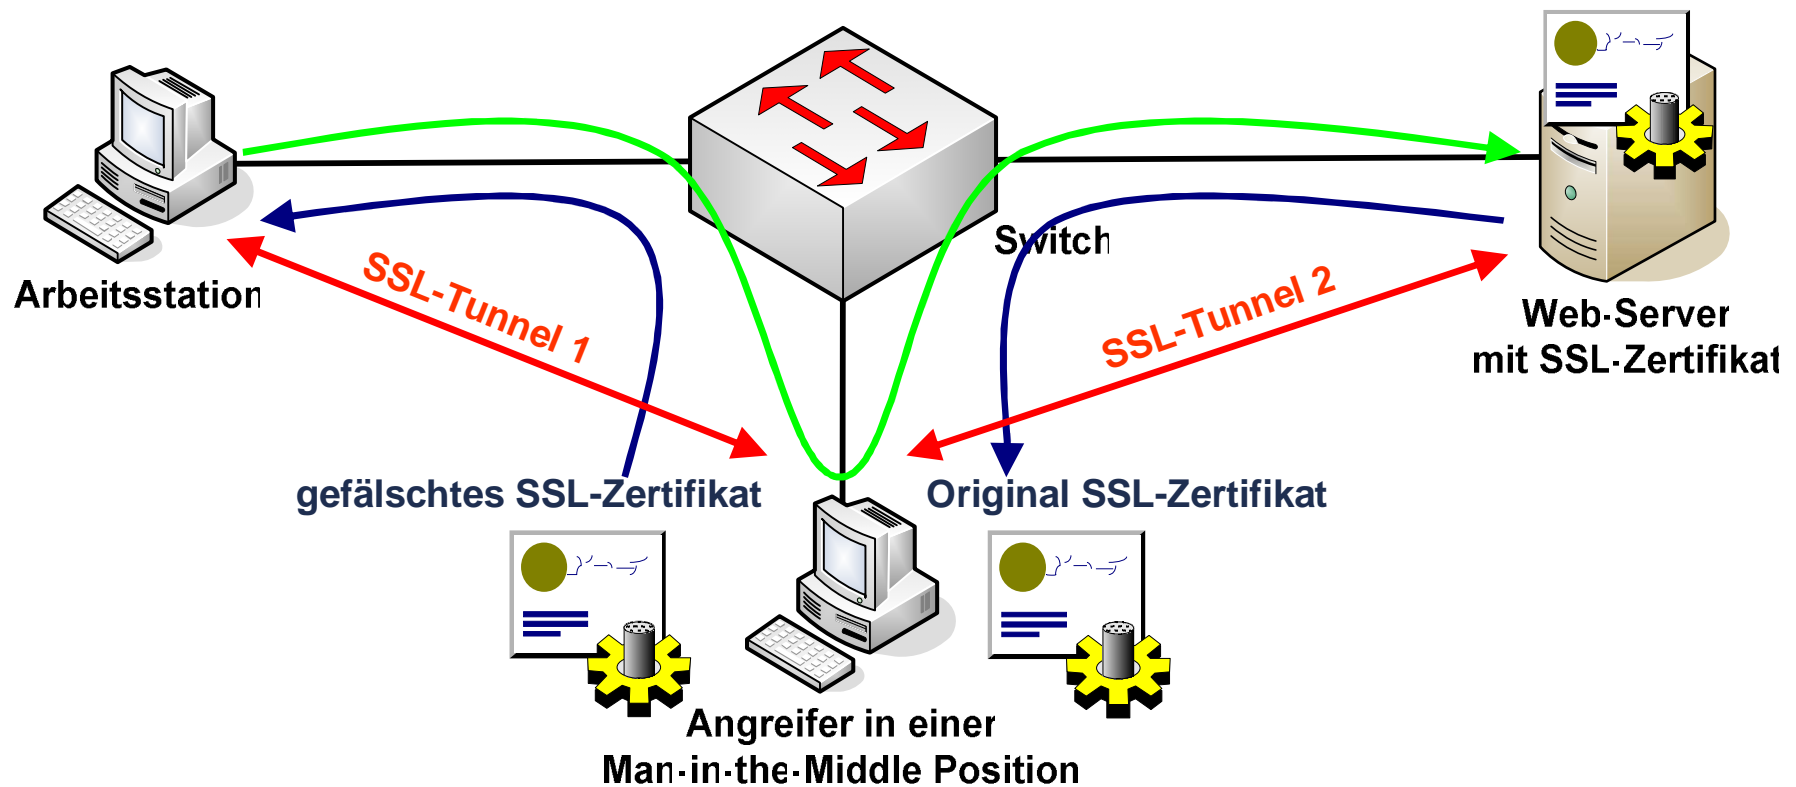 Switch
Arbeitsstation
SSL-Tunnel 1
SSL-Tunnel 2
Web-Server
mit SSL-Zertifikat
gefälschtes SSL-Zertifikat
Original SSL-Zertifikat
Angreifer in einer
Man-in-the-Middle Position